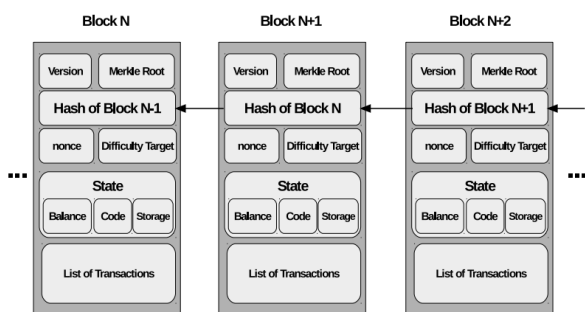 Block N Block N+1 Block N+2
Version Merkle Root Version Merkle Root Version Merkle Root
Hash of Block N-1 Hash of Block N Hash of Block N+1
nonce Difficulty Target nonce Difficulty Target nonce Difficulty Target
... ...
State State State
Balance Code Storage Balance Code Storage Balance Code Storage
List of Transactions List of Transactions List of Transactions